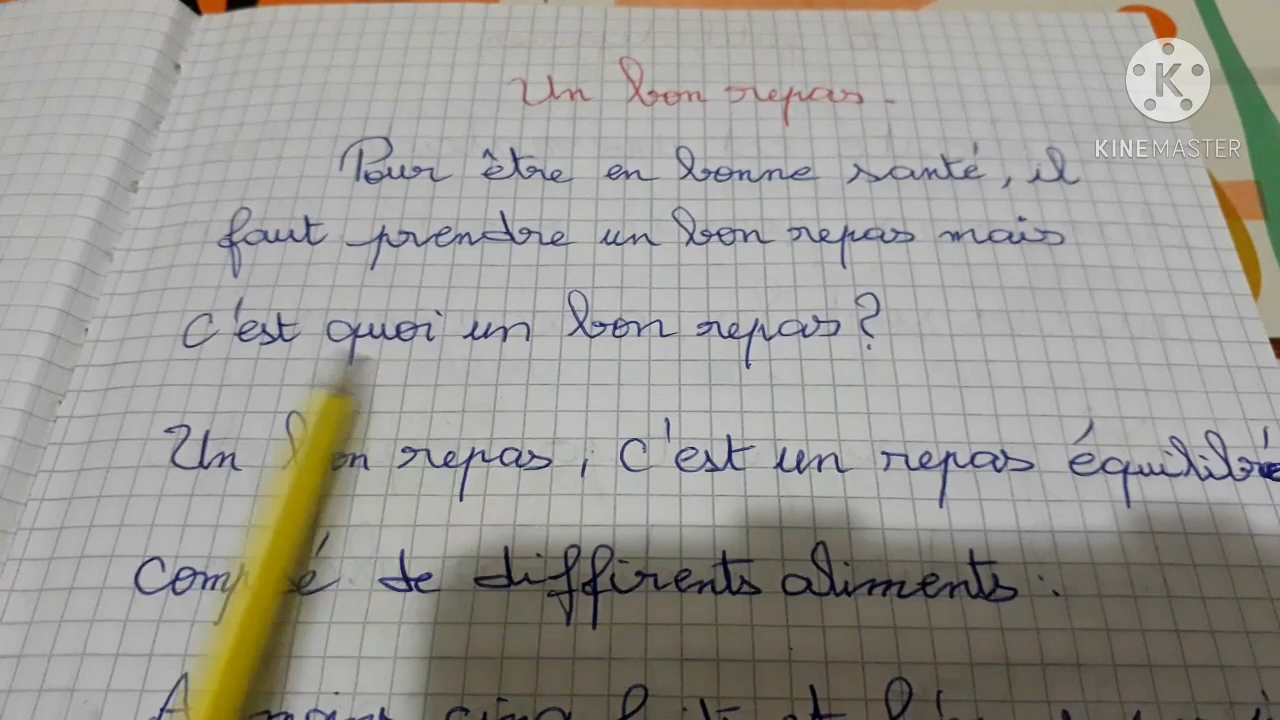 Un bon repas.
Pour être en bonne santé, il
faut prendre un bon repas mais
c'est quoi un bon repas?
Un bon repas, c'est un repas équilibré
de diffirents aliments.
KINEMASTER